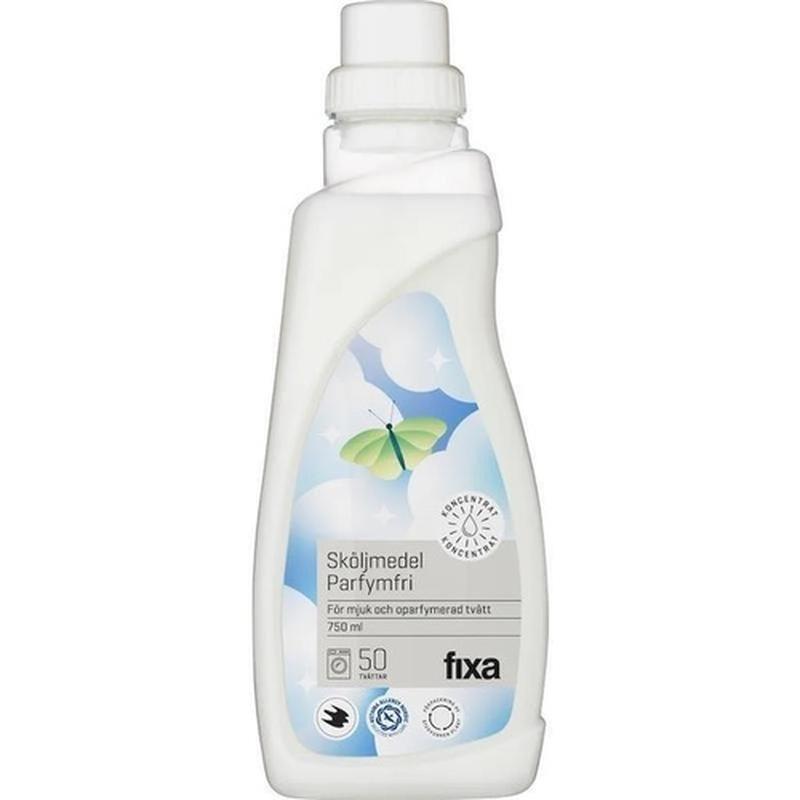 KONCENTRAT
KONCENTRAT
Sköljmedel
Parfymfri
För mjuk och oparfymerad tvätt
750 ml
50
TVÄTTAR
fixa